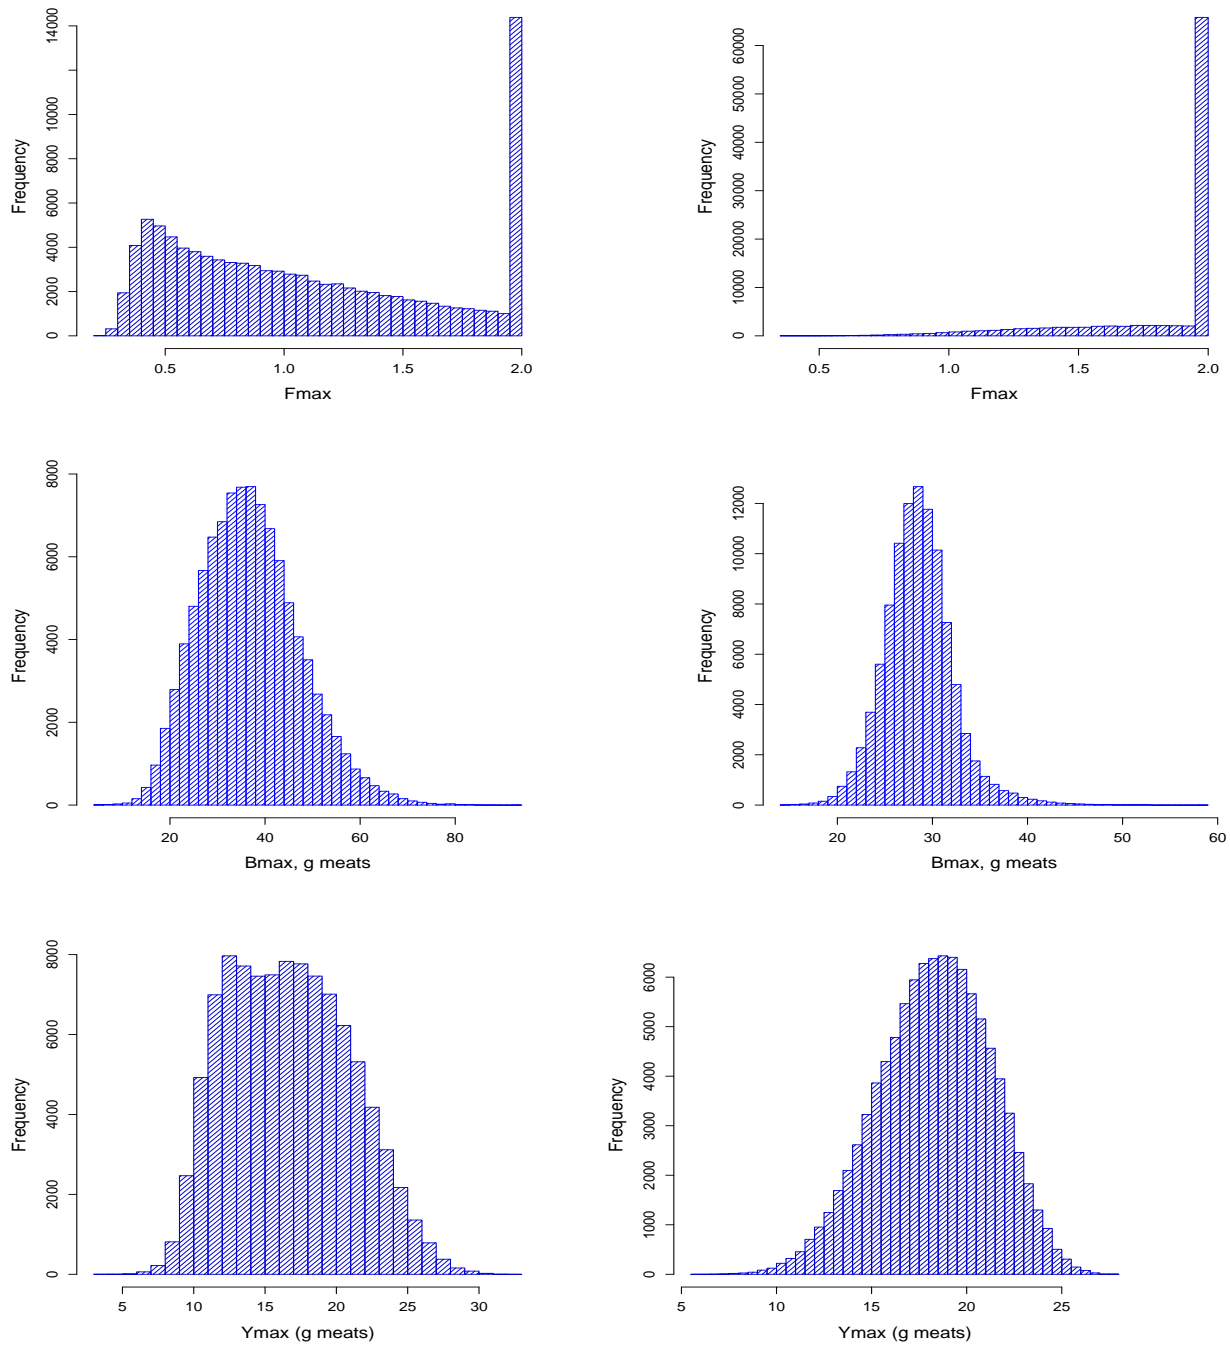 Frequency
0 2000 4000 6000 8000 10000 14000
0.5 1.0 1.5 2.0
Fmax
Frequency
0 10000 20000 30000 40000 50000 60000
0.5 1.0 1.5 2.0
Fmax
Frequency
0 2000 4000 6000 8000
20 40 60 80
Bmax, g meats
Frequency
0 2000 4000 6000 8000 10000 12000
20 30 40 50 60
Bmax, g meats
Frequency
0 2000 4000 6000 8000
5 10 15 20 25 30
Ymax (g meats)
Frequency
0 1000 2000 3000 4000 5000 6000
5 10 15 20 25
Ymax (g meats)